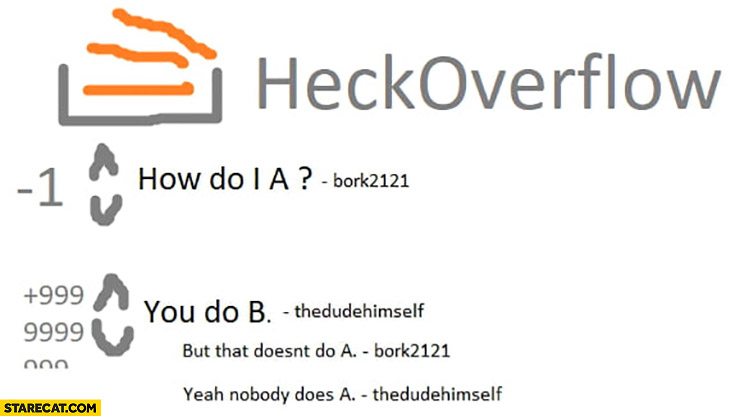 HeckOverflow
-1 How do I A ? - bork2121
+999
9999
999
You do B. - thedudehimself
But that doesnt do A. - bork2121
Yeah nobody does A. - thedudehimself
STARECAT.COM